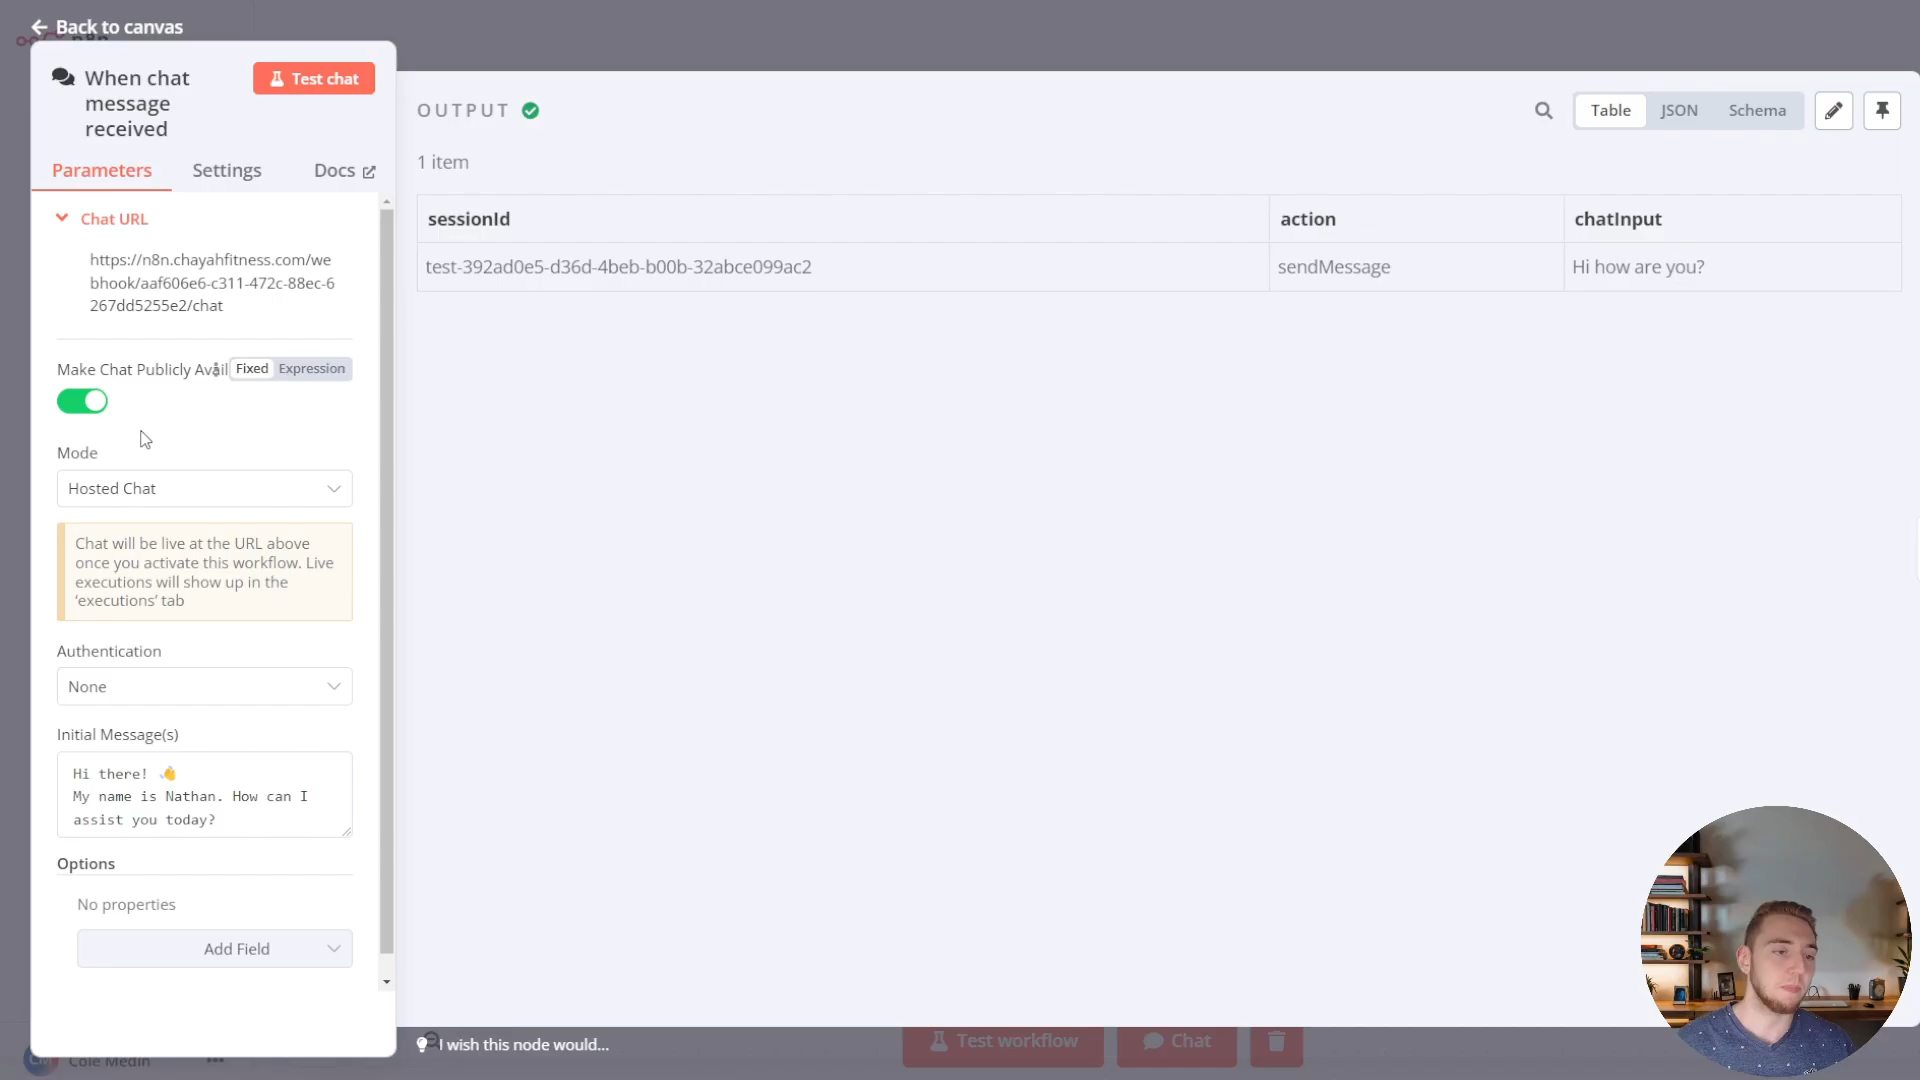 Back to canvas
When chat
message
received
Test chat
Parameters
Settings
Docs
Chat URL
https://n8n.chayahfitness.com/we
bhook/aaf606e6-c311-472c-88ec-6
267dd5255e2/chat
Make Chat Publicly Avail
Fixed
Expression
Mode
Hosted Chat
Chat will be live at the URL above
once you activate this workflow. Live
executions will show up in the
‘executions’ tab
Authentication
None
Initial Message(s)
Hi there! 👋
My name is Nathan. How can I
assist you today?
Options
No properties
Add Field
OUTPUT
Table
JSON
Schema
1 item
sessionId
action
chatInput
test-392ad0e5-d36d-4beb-b00b-32abce099ac2
sendMessage
Hi how are you?
I wish this node would...
Test workflow
Chat
Cole Medin